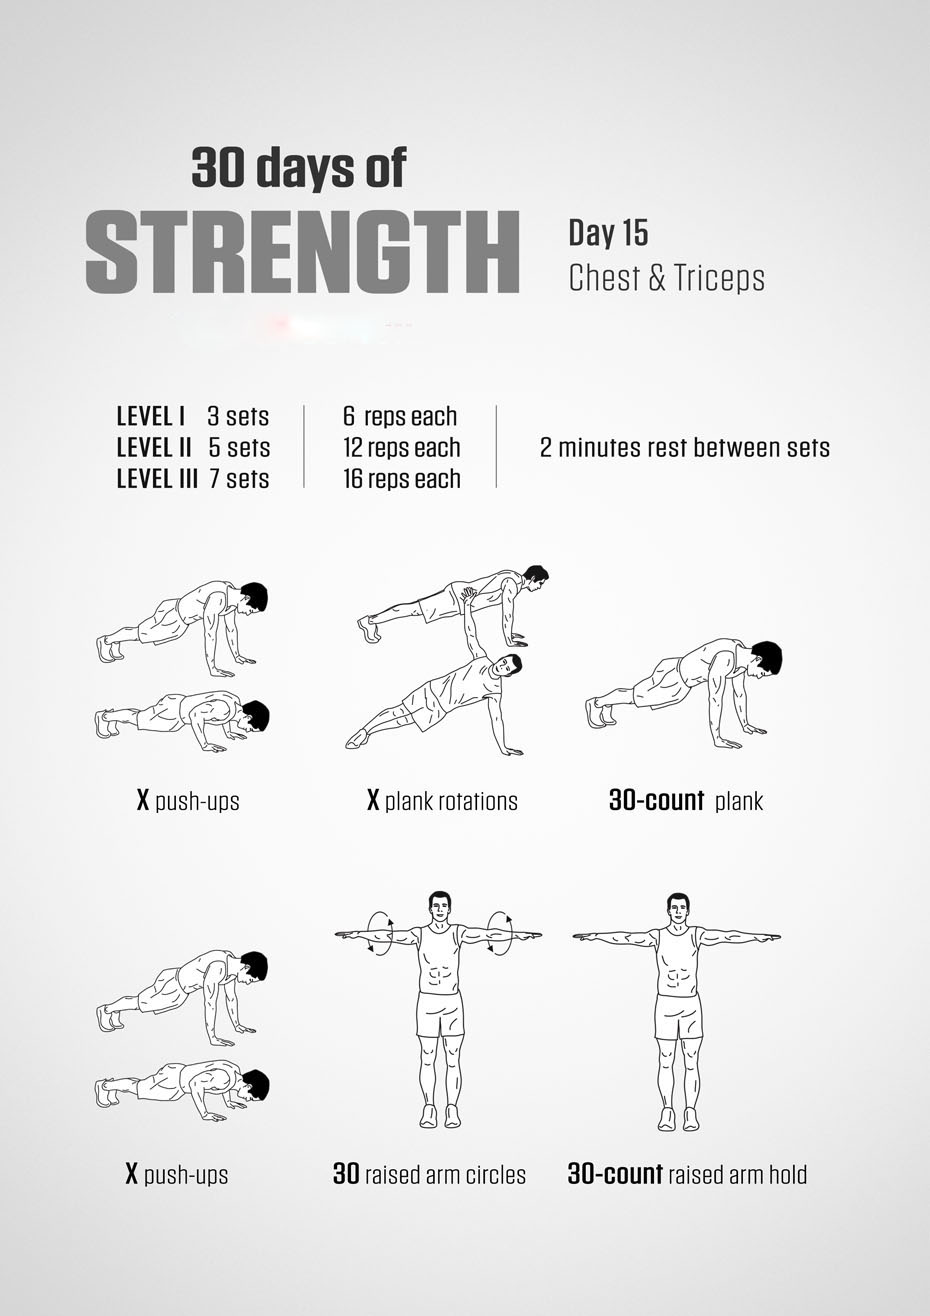 30 days of
STRENGTH
Day 15
Chest & Triceps
LEVEL I 3 sets 6 reps each
LEVEL II 5 sets 12 reps each 2 minutes rest between sets
LEVEL III 7 sets 16 reps each
X push-ups X plank rotations 30-count plank
X push-ups 30 raised arm circles 30-count raised arm hold